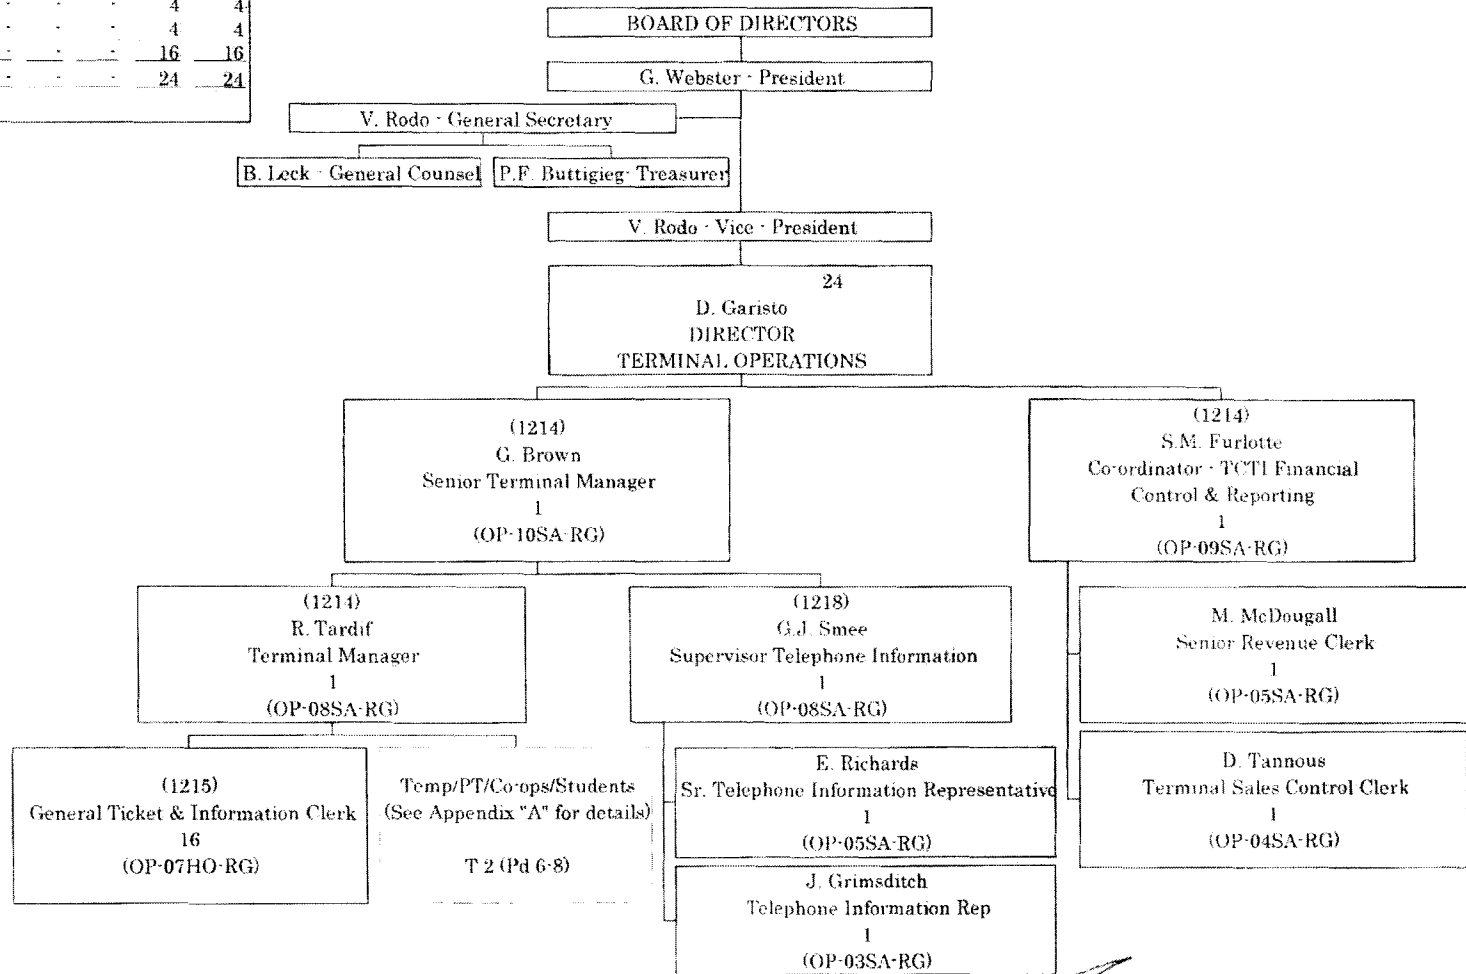 4 4
4 4
16 16
24 24
BOARD OF DIRECTORS
G. Webster - President
V. Rodo - General Secretary
B. Leck - General Counsel
P.F. Buttigieg- Treasurer
V. Rodo - Vice - President
24
D. Garisto
DIRECTOR
TERMINAL OPERATIONS
(1214)
G. Brown
Senior Terminal Manager
1
(OP-10SA-RG)
(1214)
S.M. Furlotte
Co-ordinator - TCTI Financial
Control & Reporting
1
(OP-09SA-RG)
(1214)
R. Tardif
Terminal Manager
1
(OP-08SA-RG)
(1218)
G.J. Smee
Supervisor Telephone Information
1
(OP-08SA-RG)
M. McDougall
Senior Revenue Clerk
1
(OP-05SA-RG)
(1215)
General Ticket & Information Clerk
16
(OP-07HO-RG)
Temp/PT/Co-ops/Students
(See Appendix "A" for details)
T 2 (Pd 6-8)
E. Richards
Sr. Telephone Information Representative
1
(OP-05SA-RG)
D. Tannous
Terminal Sales Control Clerk
1
(OP-04SA-RG)
J. Grimsditch
Telephone Information Rep
1
(OP-03SA-RG)